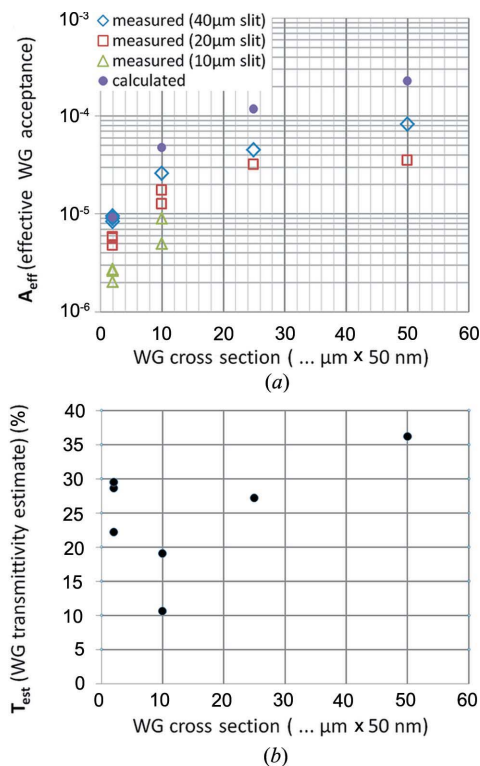 10⁻³
measured (40μm slit)
measured (20μm slit)
measured (10μm slit)
calculated
10⁻⁴
10⁻⁵
10⁻⁶
A_eff (effective WG acceptance)
0 10 20 30 40 50 60
WG cross section ( ... μm x 50 nm)
(a)
40
35
30
25
20
15
10
5
0
T_est (WG transmittivity estimate) (%)
0 10 20 30 40 50 60
WG cross section ( ... μm x 50 nm)
(b)